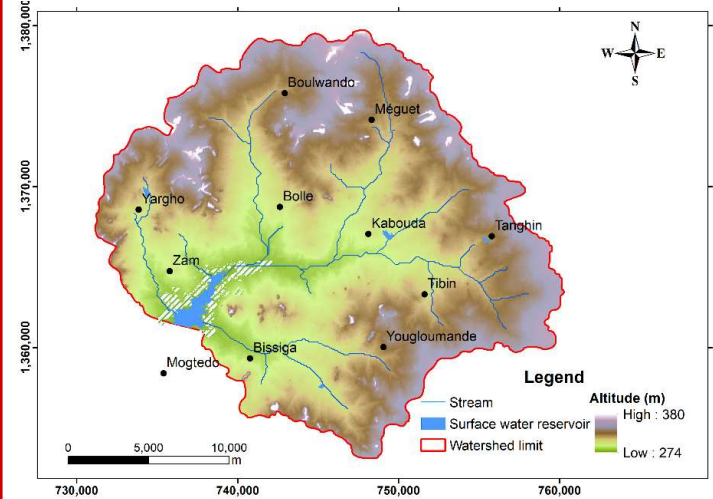 1,380,000
1,370,000
1,360,000
N
W E
S
Boulwando
Méguet
Yargho
Bolle
Kabouda
Tanghin
Zam
Tibin
Yougloumande
Bissiga
Mogtedo
Legend
Stream
Surface water reservoir
Watershed limit
Altitude (m)
High : 380
Low : 274
0 5,000 10,000
m
730,000 740,000 750,000 760,000